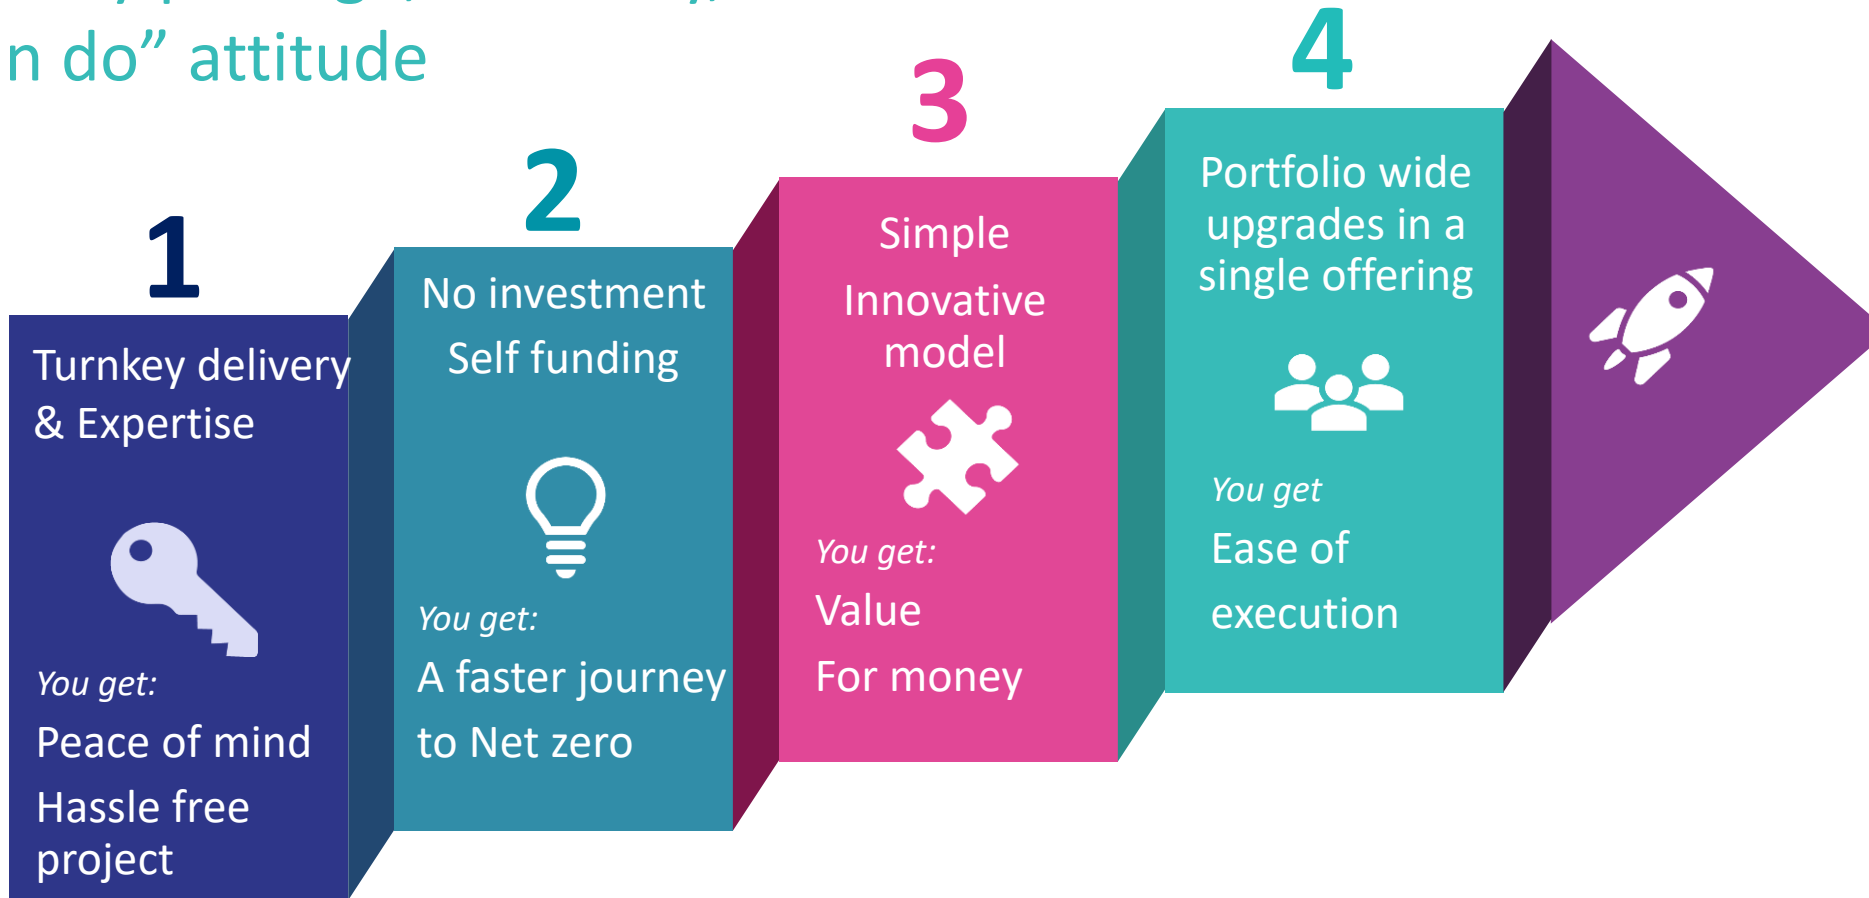 n do” attitude
1
Turnkey delivery
& Expertise
You get:
Peace of mind
Hassle free
project
2
No investment
Self funding
You get:
A faster journey
to Net zero
3
Simple
Innovative
model
You get:
Value
For money
4
Portfolio wide
upgrades in a
single offering
You get
Ease of
execution